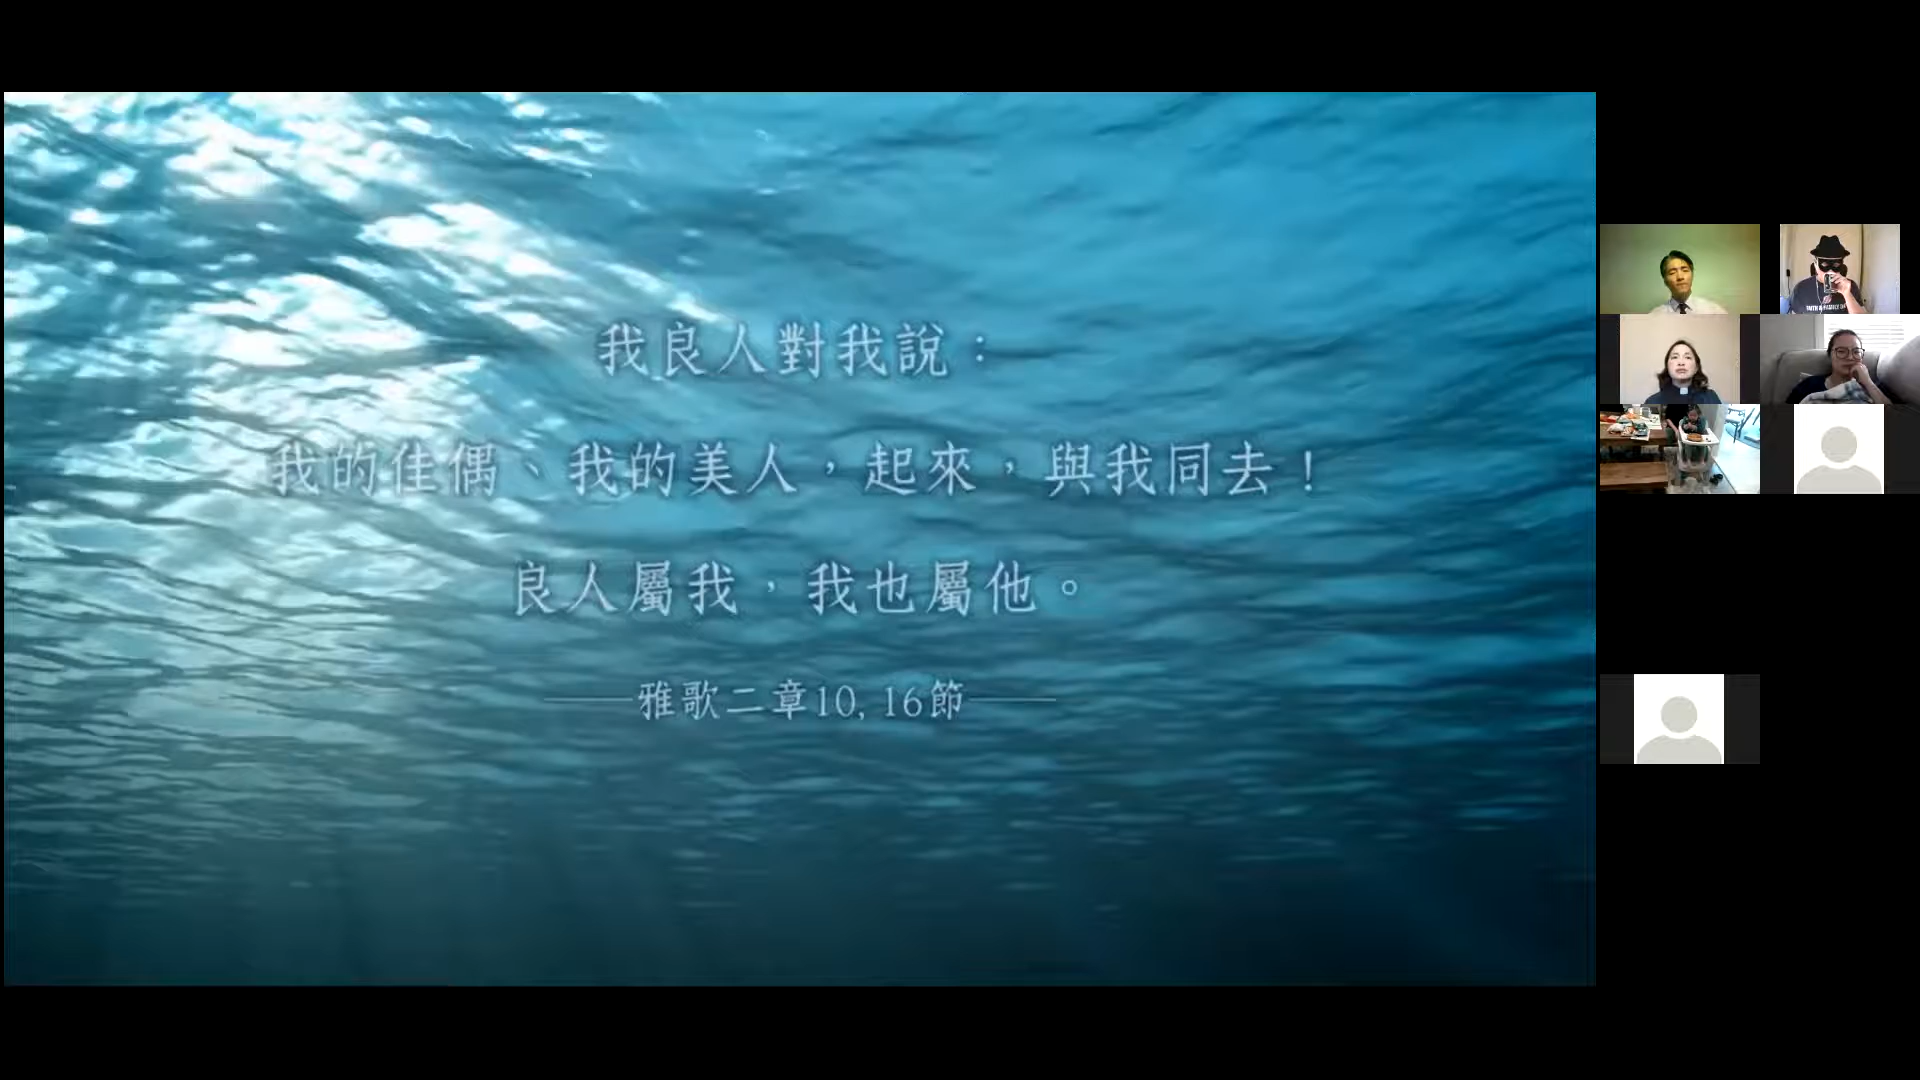 我良人對我說：
我的佳偶、我的美人，起來，與我同去！
良人屬我，我也屬他。
——雅歌二章10, 16節——